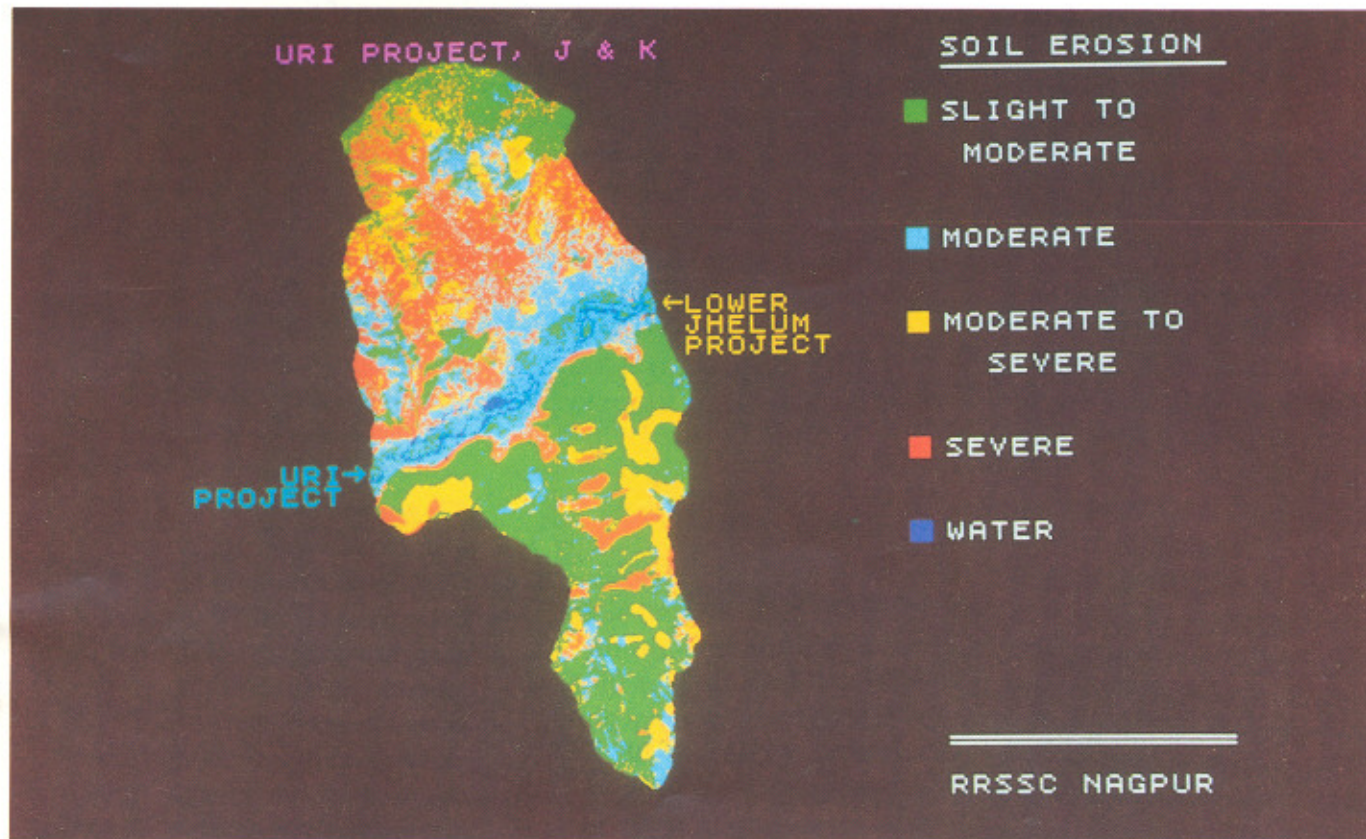 URI PROJECT, J & K
SOIL EROSION
SLIGHT TO
MODERATE
MODERATE
MODERATE TO
SEVERE
SEVERE
WATER
←LOWER
JHELUM
PROJECT
URI→
PROJECT
RRSSC NAGPUR